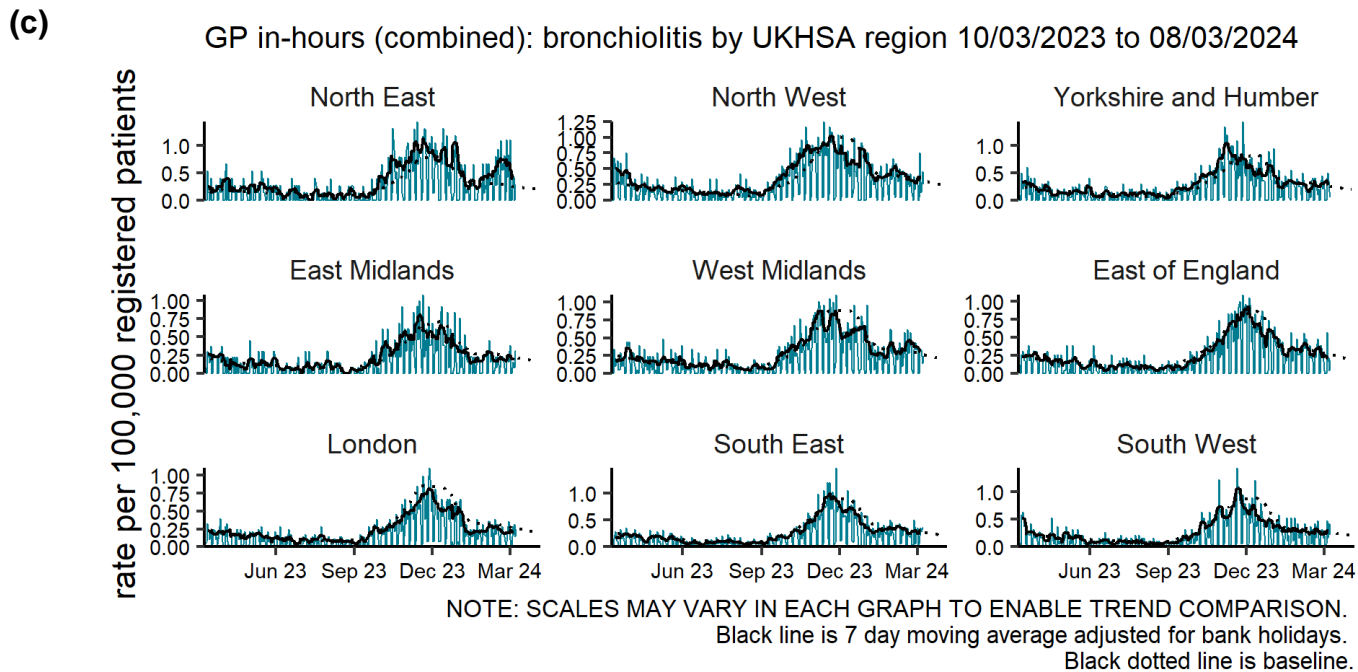 (c)
GP in-hours (combined): bronchiolitis by UKHSA region 10/03/2023 to 08/03/2024
rate per 100,000 registered patients
North East
1.0
0.5
0.0
North West
1.25
1.00
0.75
0.50
0.25
0.00
Yorkshire and Humber
1.0
0.5
0.0
East Midlands
1.00
0.75
0.50
0.25
0.00
West Midlands
1.00
0.75
0.50
0.25
0.00
East of England
1.00
0.75
0.50
0.25
0.00
London
1.00
0.75
0.50
0.25
0.00
South East
1.0
0.5
0.0
South West
1.0
0.5
0.0
Jun 23 Sep 23 Dec 23 Mar 24
Jun 23 Sep 23 Dec 23 Mar 24
Jun 23 Sep 23 Dec 23 Mar 24
NOTE: SCALES MAY VARY IN EACH GRAPH TO ENABLE TREND COMPARISON.
Black line is 7 day moving average adjusted for bank holidays.
Black dotted line is baseline.